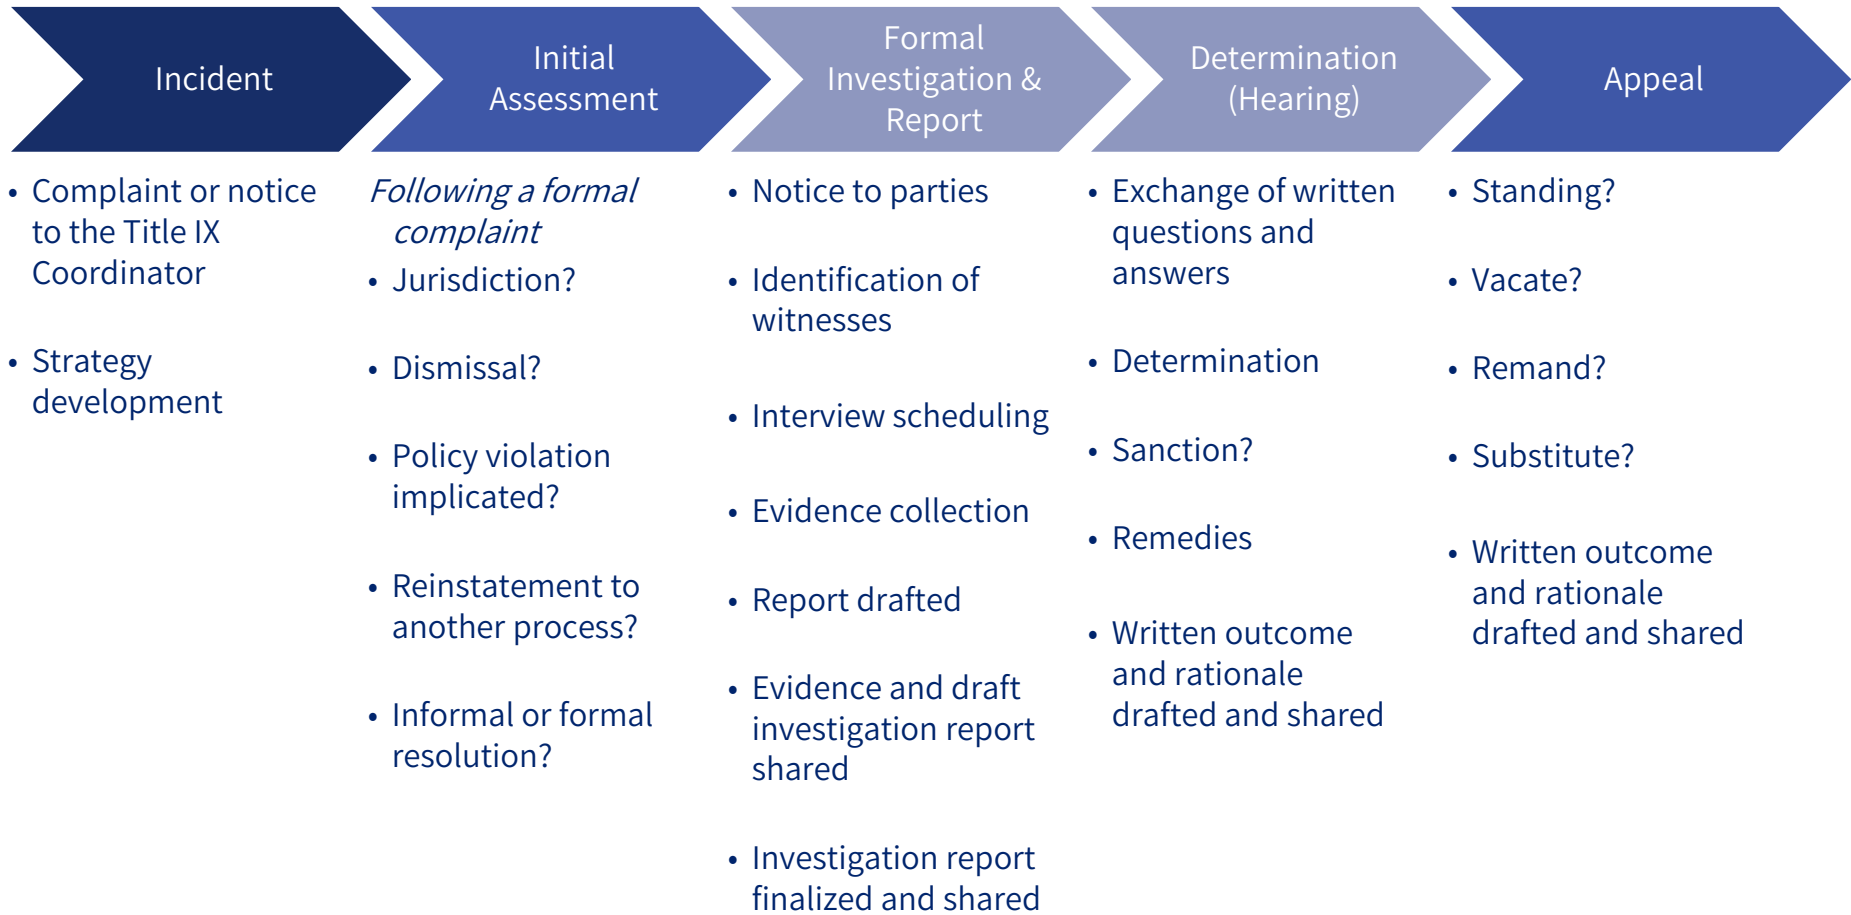 Incident
Initial
Assessment
Formal
Investigation &
Report
Determination
(Hearing)
Appeal
• Complaint or notice
to the Title IX
Coordinator
• Strategy
development
Following a formal
complaint
• Jurisdiction?
• Dismissal?
• Policy violation
implicated?
• Reinstatement to
another process?
• Informal or formal
resolution?
• Notice to parties
• Identification of
witnesses
• Interview scheduling
• Evidence collection
• Report drafted
• Evidence and draft
investigation report
shared
• Investigation report
finalized and shared
• Exchange of written
questions and
answers
• Determination
• Sanction?
• Remedies
• Written outcome
and rationale
drafted and shared
• Standing?
• Vacate?
• Remand?
• Substitute?
• Written outcome
and rationale
drafted and shared